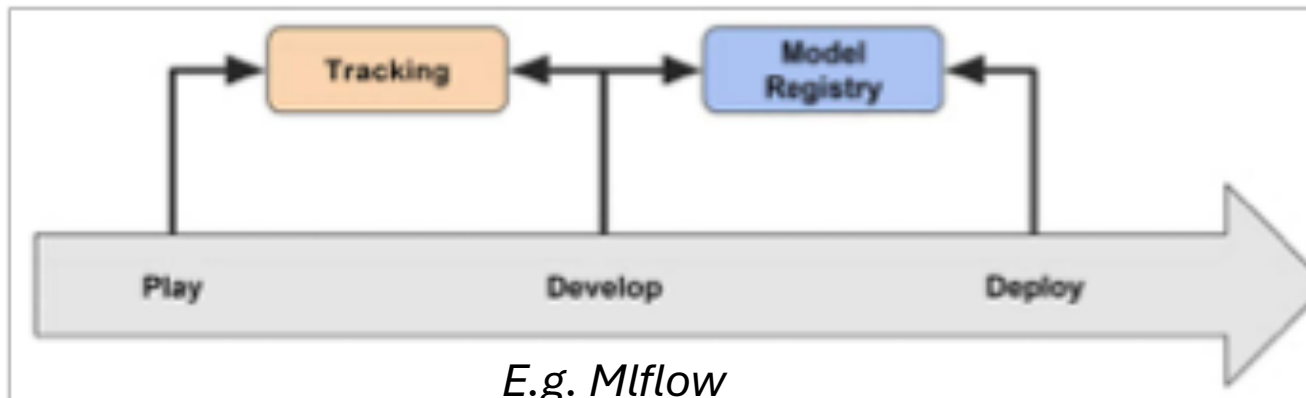 Tracking
Model
Registry
Play
Develop
Deploy
E.g. Mlflow